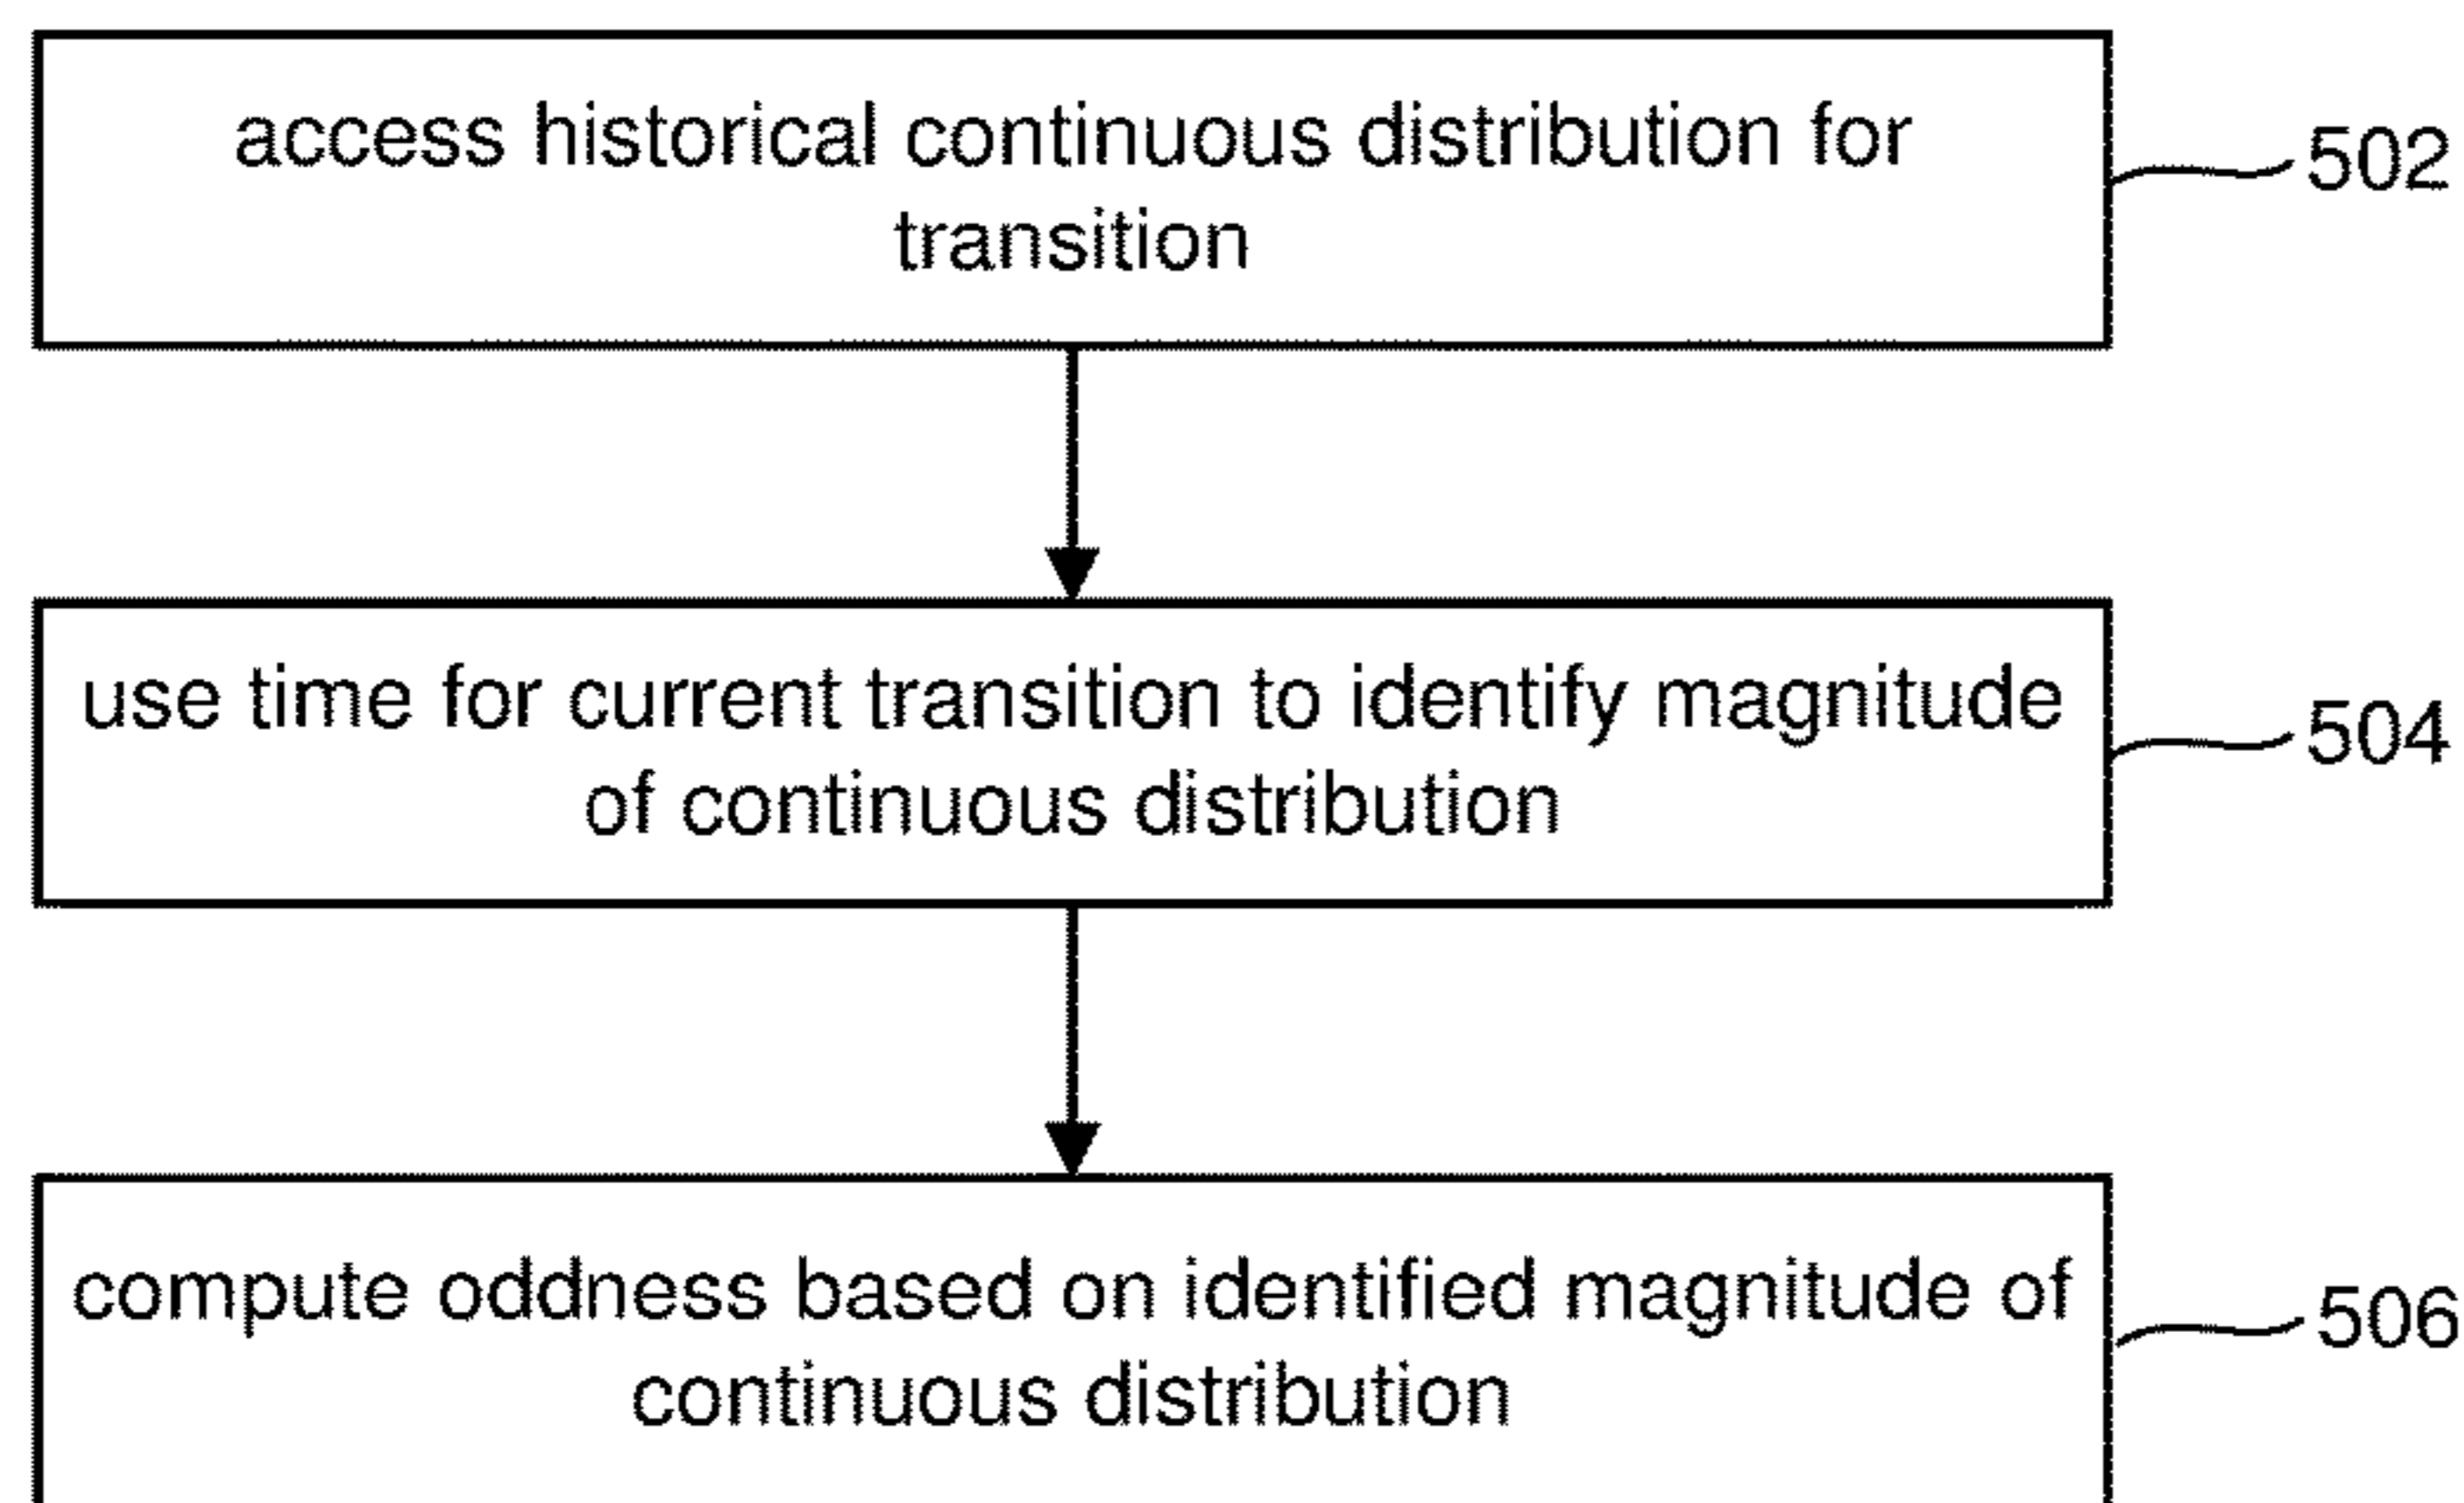 access historical continuous distribution for
transition
502
use time for current transition to identify magnitude
of continuous distribution
504
compute oddness based on identified magnitude of
continuous distribution
506